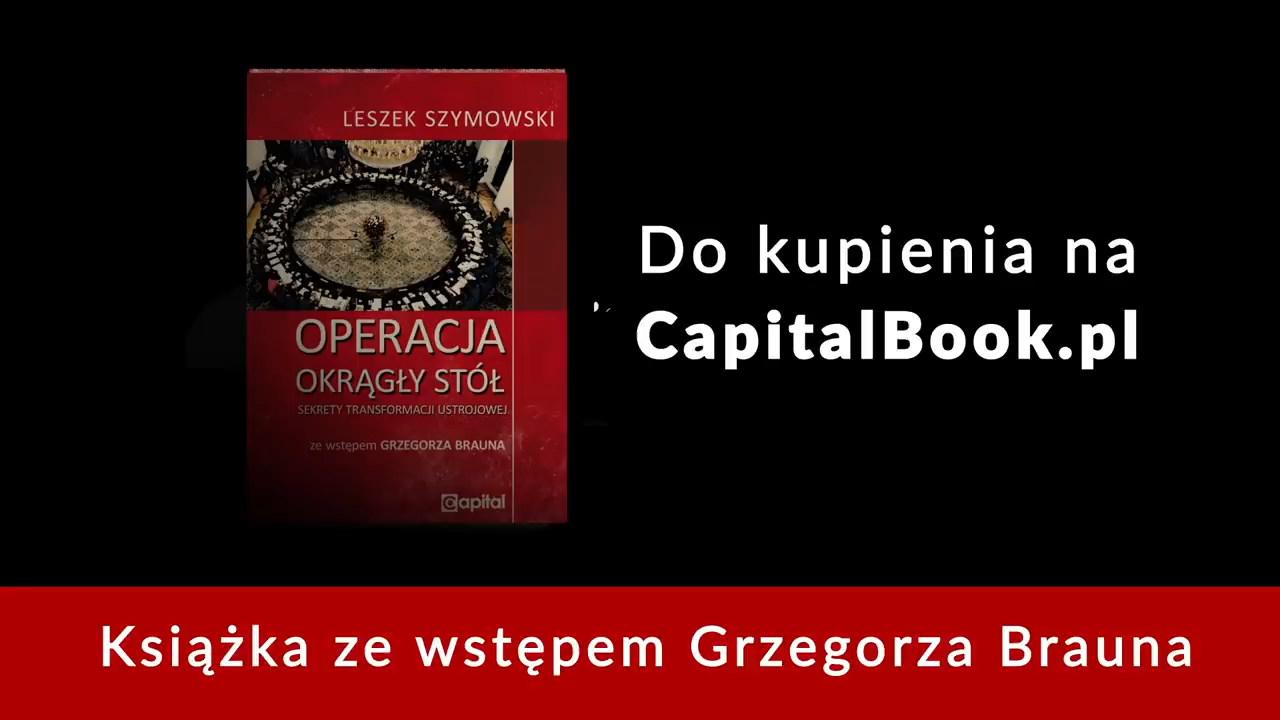 LESZEK SZYMOWSKI
OPERACJA
OKRĄGŁY STÓŁ
SEKRETY TRANSFORMACJI USTROJOWEJ
ze wstępem GRZEGORZA BRAUNA
capital
Do kupienia na
CapitalBook.pl
Książka ze wstępem Grzegorza Brauna